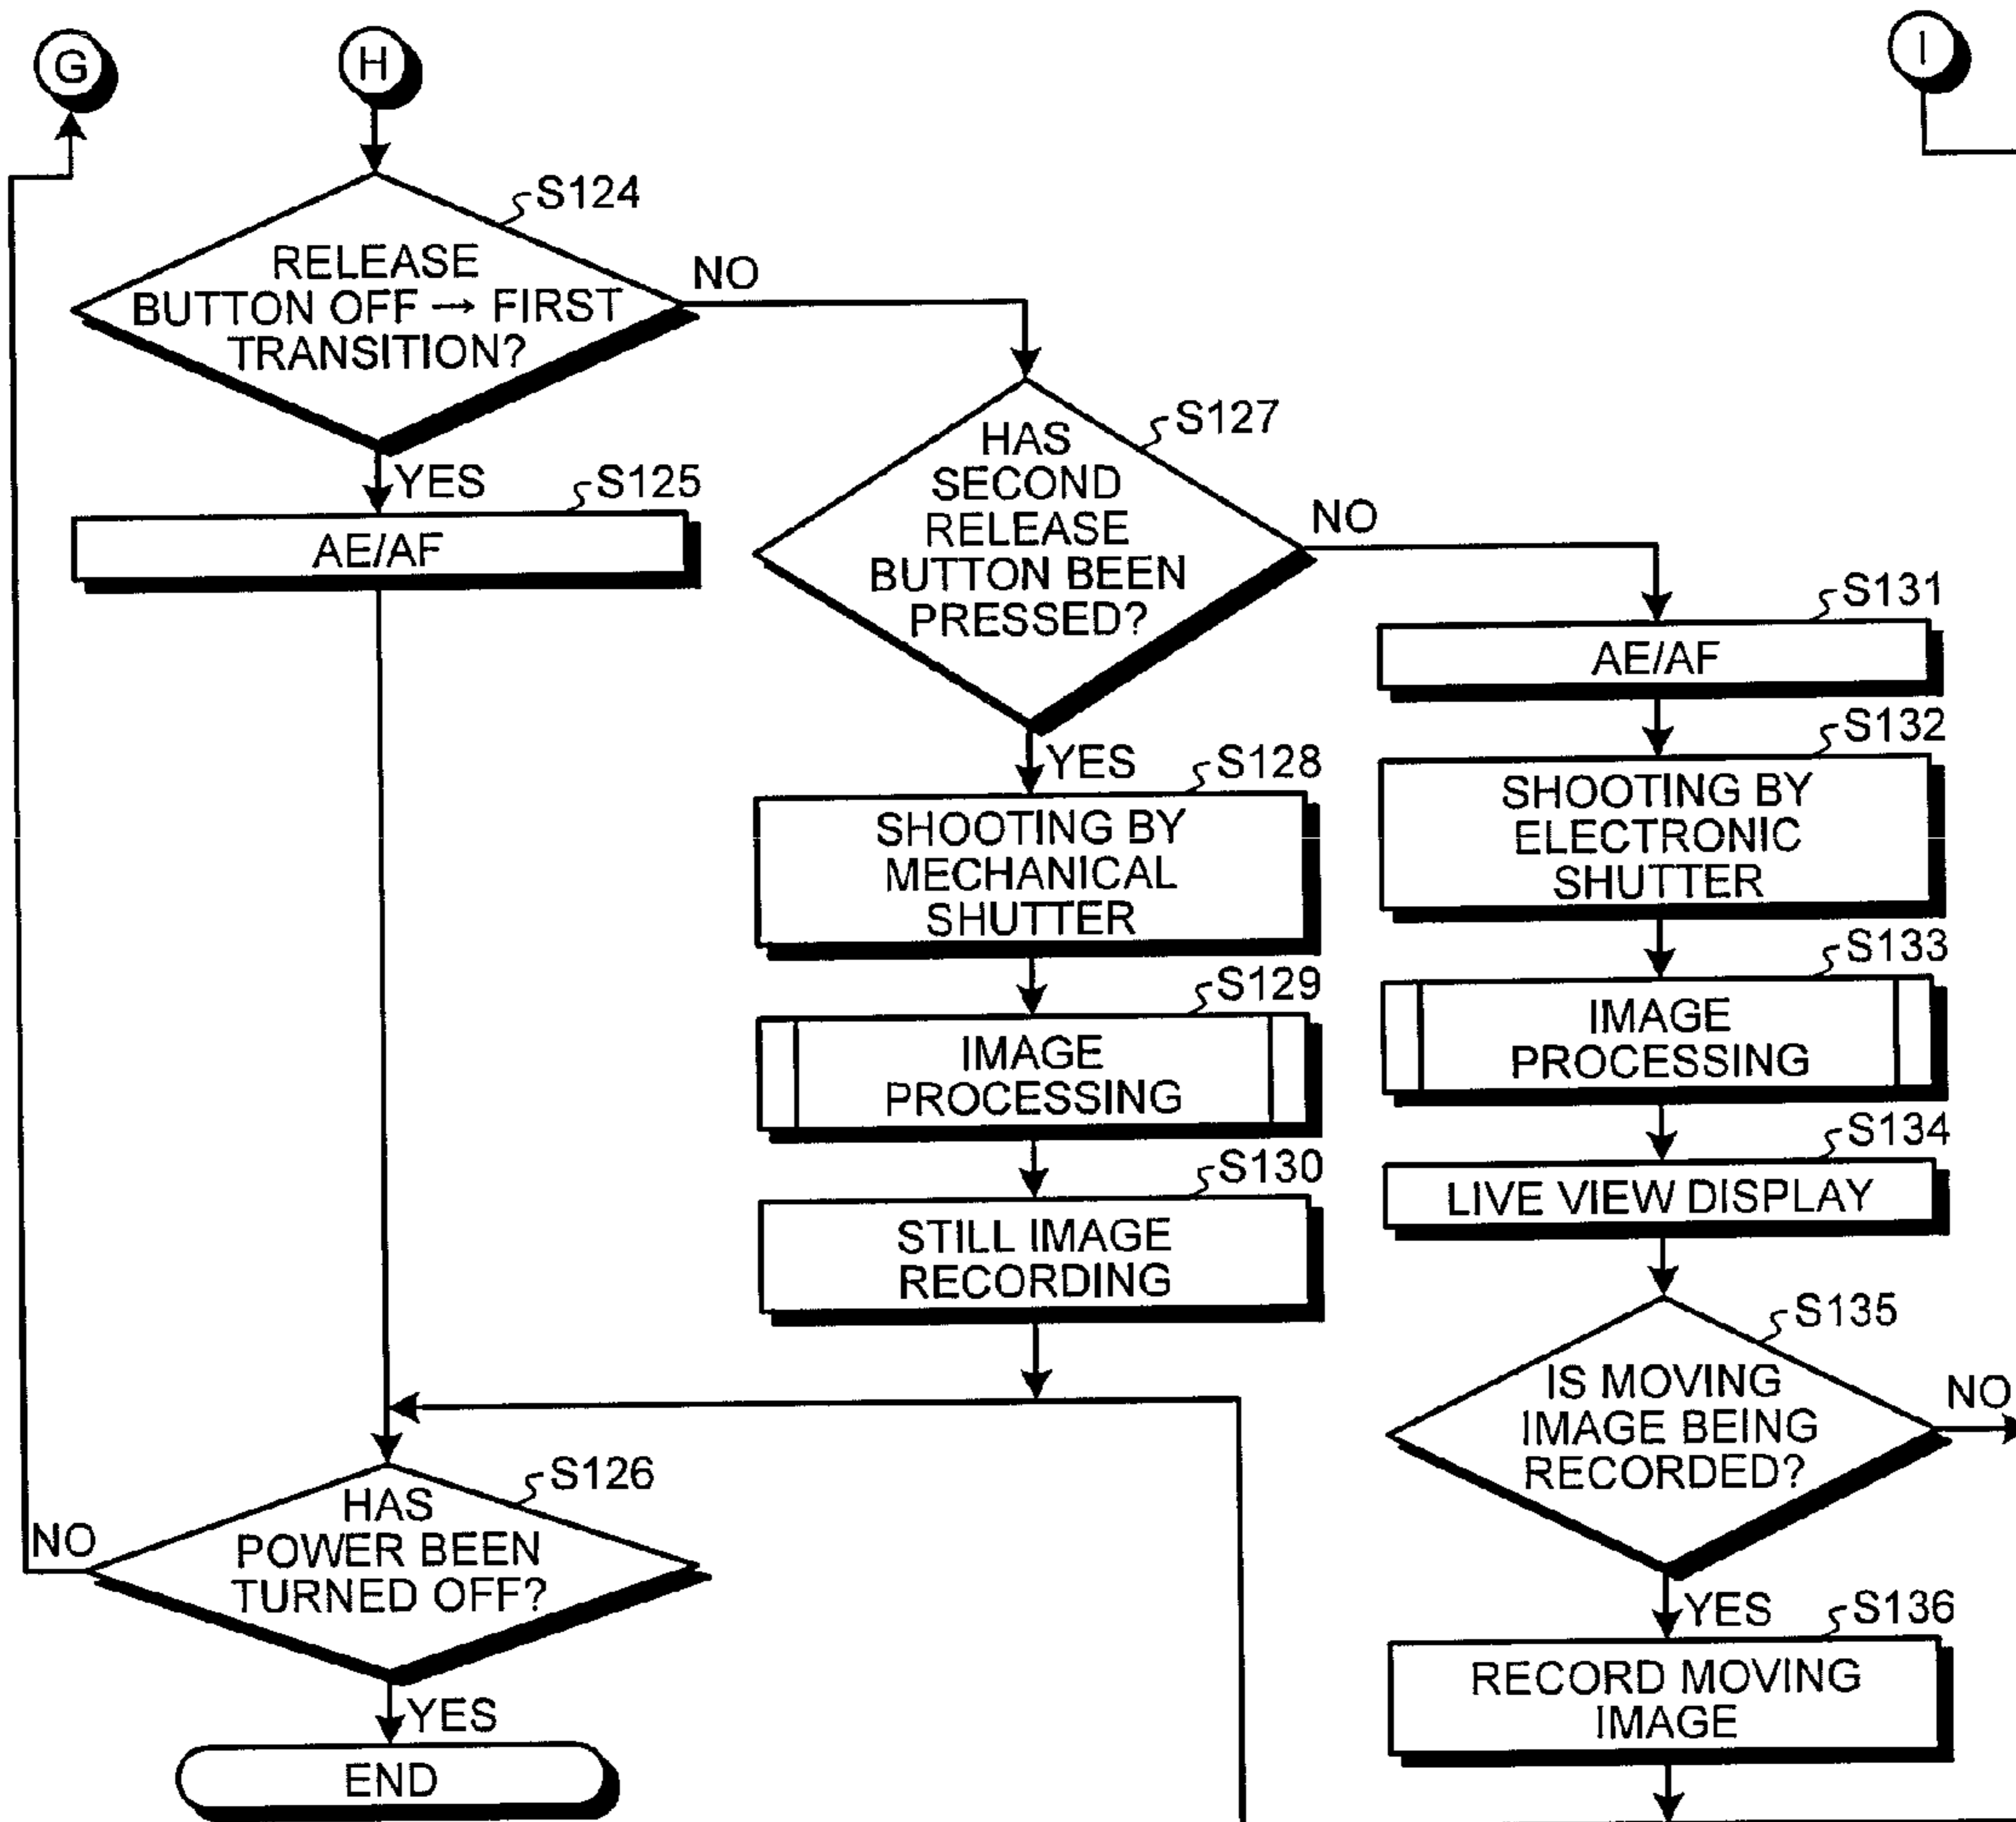 G
H
I
S124
RELEASE
BUTTON OFF → FIRST
TRANSITION?
NO
YES
S125
AE/AF
S127
HAS
SECOND
RELEASE
BUTTON BEEN
PRESSED?
NO
YES
S128
SHOOTING BY
MECHANICAL
SHUTTER
S129
IMAGE
PROCESSING
S130
STILL IMAGE
RECORDING
S131
AE/AF
S132
SHOOTING BY
ELECTRONIC
SHUTTER
S133
IMAGE
PROCESSING
S134
LIVE VIEW DISPLAY
S135
IS MOVING
IMAGE BEING
RECORDED?
NO
YES
S136
RECORD MOVING
IMAGE
S126
HAS
POWER BEEN
TURNED OFF?
NO
YES
END